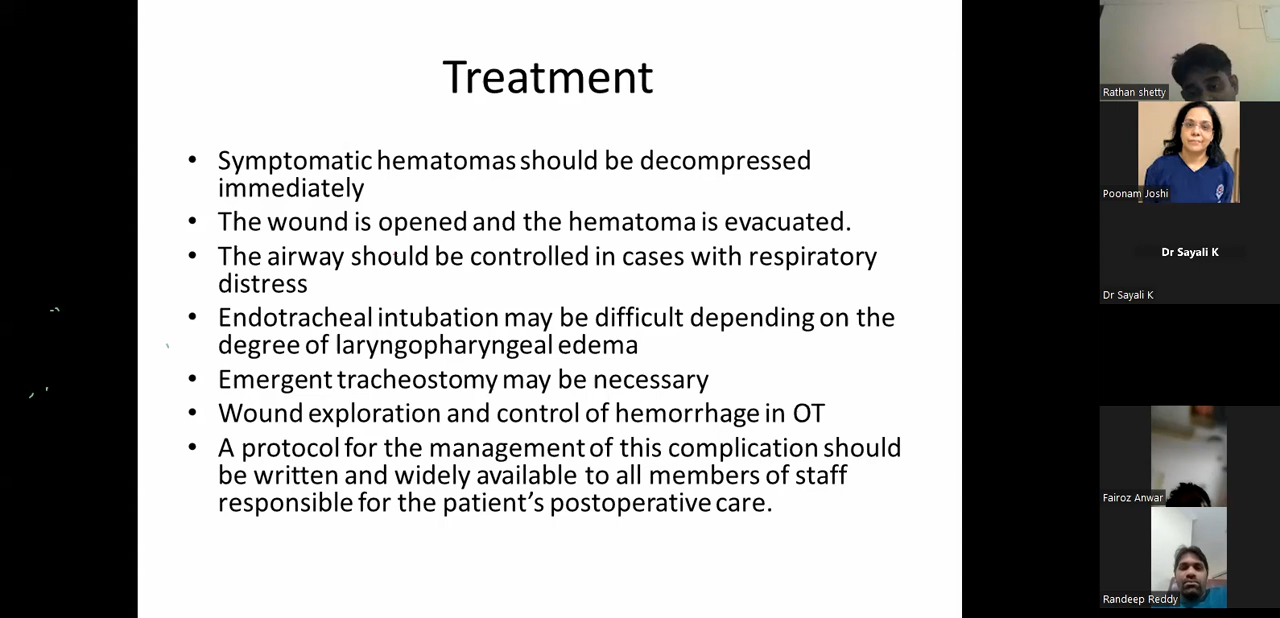 Treatment
• Symptomatic hematomas should be decompressed
immediately
• The wound is opened and the hematoma is evacuated.
• The airway should be controlled in cases with respiratory
distress
• Endotracheal intubation may be difficult depending on the
degree of laryngopharyngeal edema
• Emergent tracheostomy may be necessary
• Wound exploration and control of hemorrhage in OT
• A protocol for the management of this complication should
be written and widely available to all members of staff
responsible for the patient's postoperative care.
Rathan shetty
Poonam Joshi
Dr Sayali K
Dr Sayali K
Fairoz Anwar
Randeep Reddy